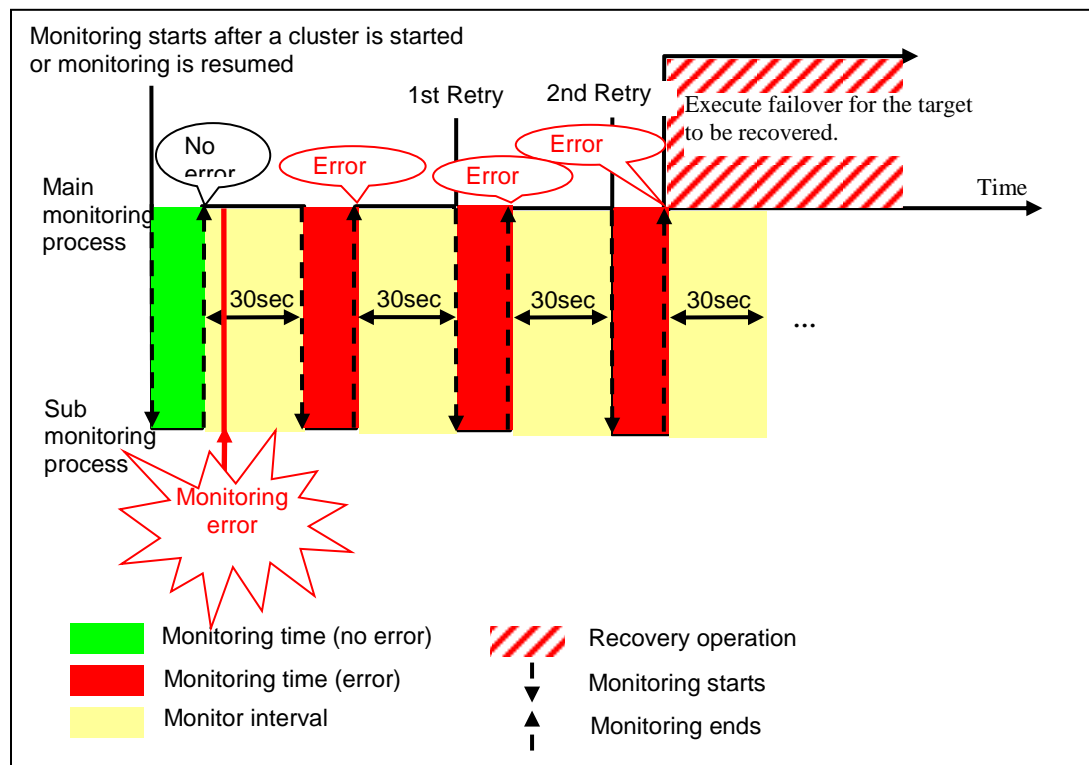 Monitoring starts after a cluster is started
or monitoring is resumed
1st Retry
2nd Retry
Execute failover for the target
to be recovered.
No
error
Error
Error
Error
Time
Main
monitoring
process
30sec
30sec
30sec
30sec
...
Sub
monitoring
process
Monitoring
error
Monitoring time (no error)
Monitoring time (error)
Monitor interval
Recovery operation
Monitoring starts
Monitoring ends